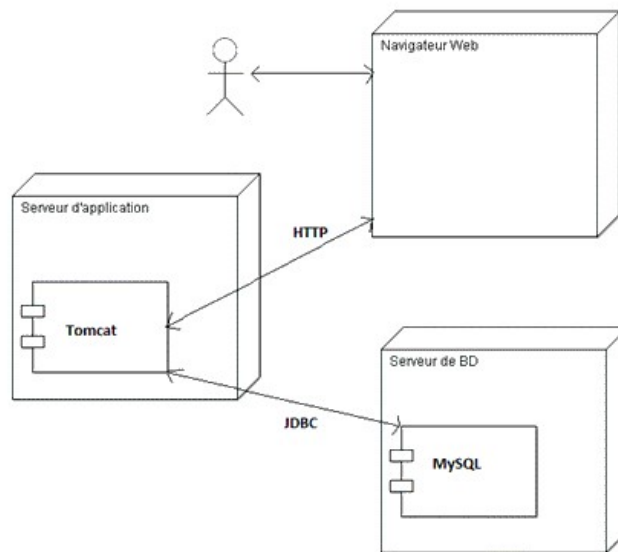 Navigateur Web
Serveur d'application
HTTP
Tomcat
Serveur de BD
JDBC
MySQL